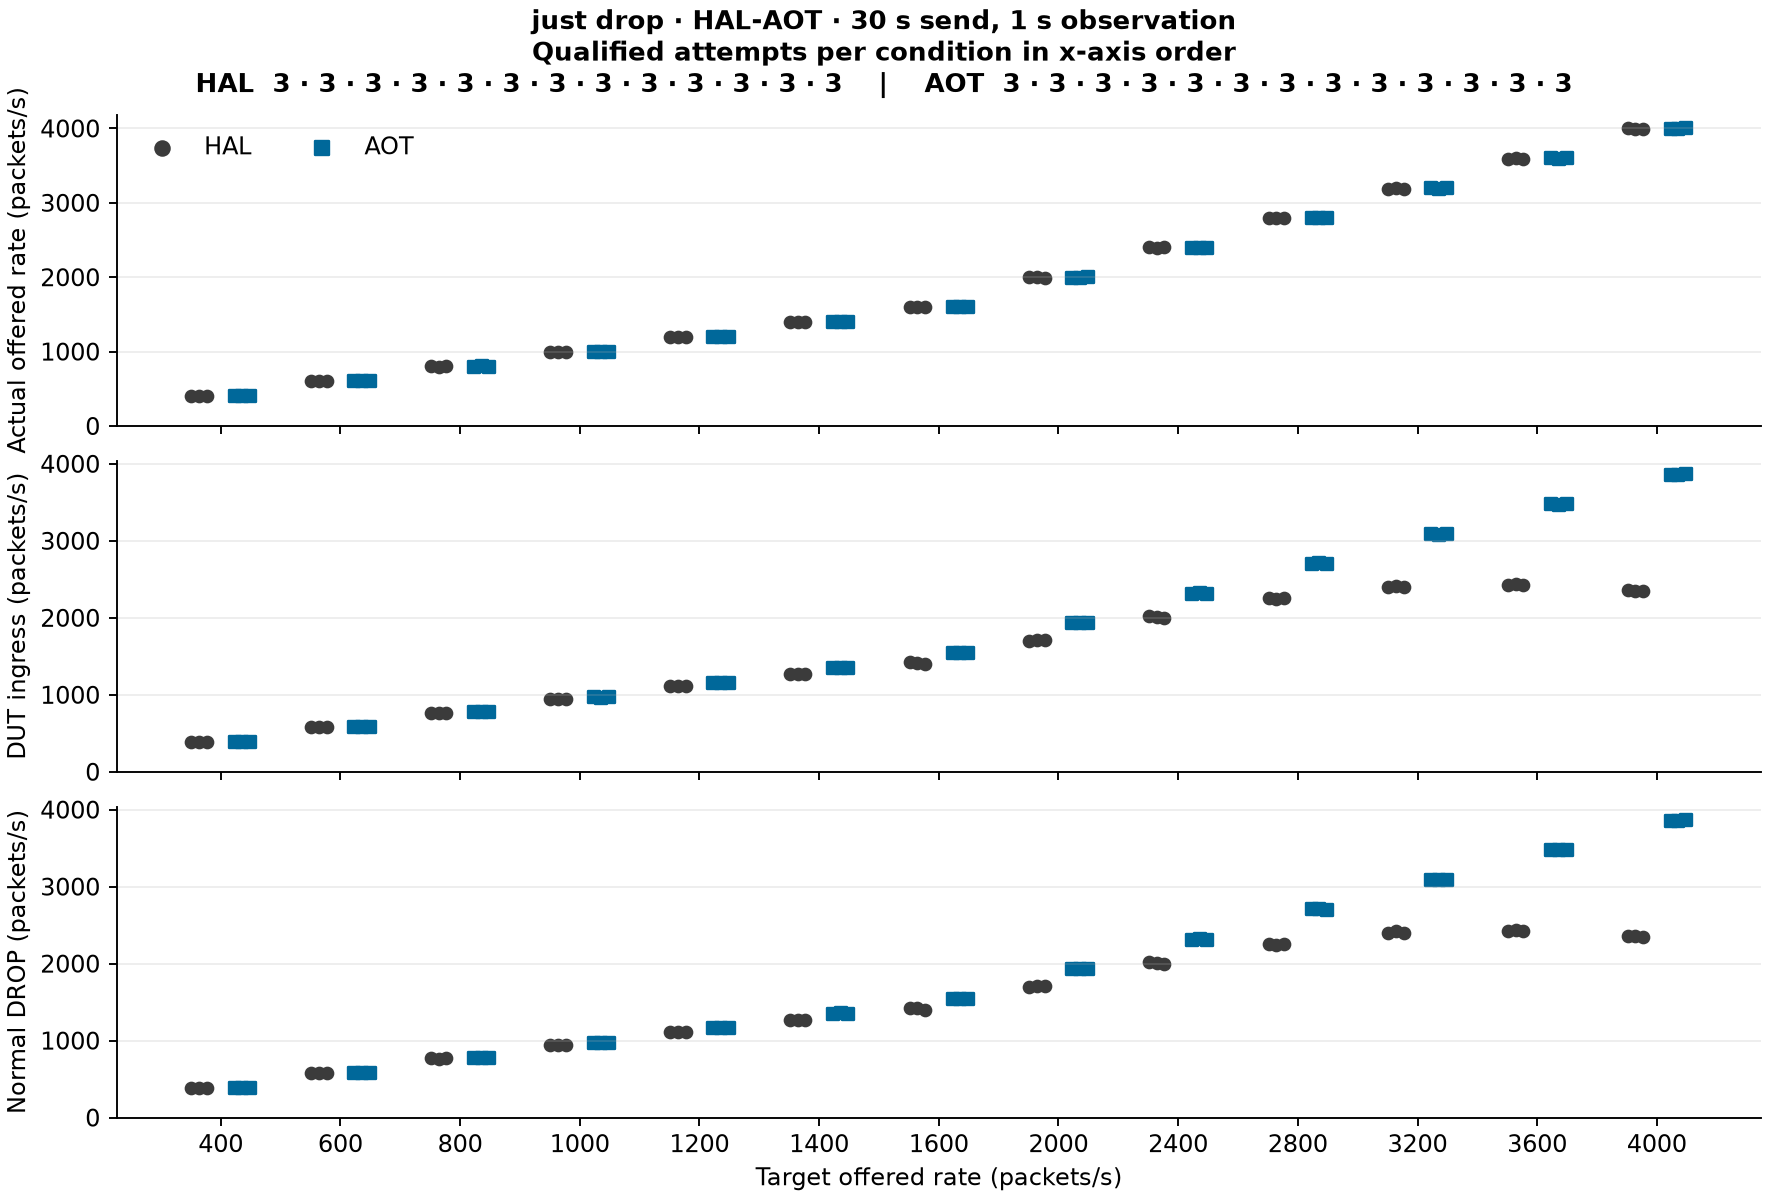 just drop · HAL-AOT · 30 s send, 1 s observation
Qualified attempts per condition in x-axis order
HAL 3 · 3 · 3 · 3 · 3 · 3 · 3 · 3 · 3 · 3 · 3 · 3 · 3 | AOT 3 · 3 · 3 · 3 · 3 · 3 · 3 · 3 · 3 · 3 · 3 · 3 · 3
Actual offered rate (packets/s)
4000
3000
2000
1000
0
HAL
AOT
DUT ingress (packets/s)
4000
3000
2000
1000
0
Normal DROP (packets/s)
4000
3000
2000
1000
0
400 600 800 1000 1200 1400 1600 2000 2400 2800 3200 3600 4000
Target offered rate (packets/s)